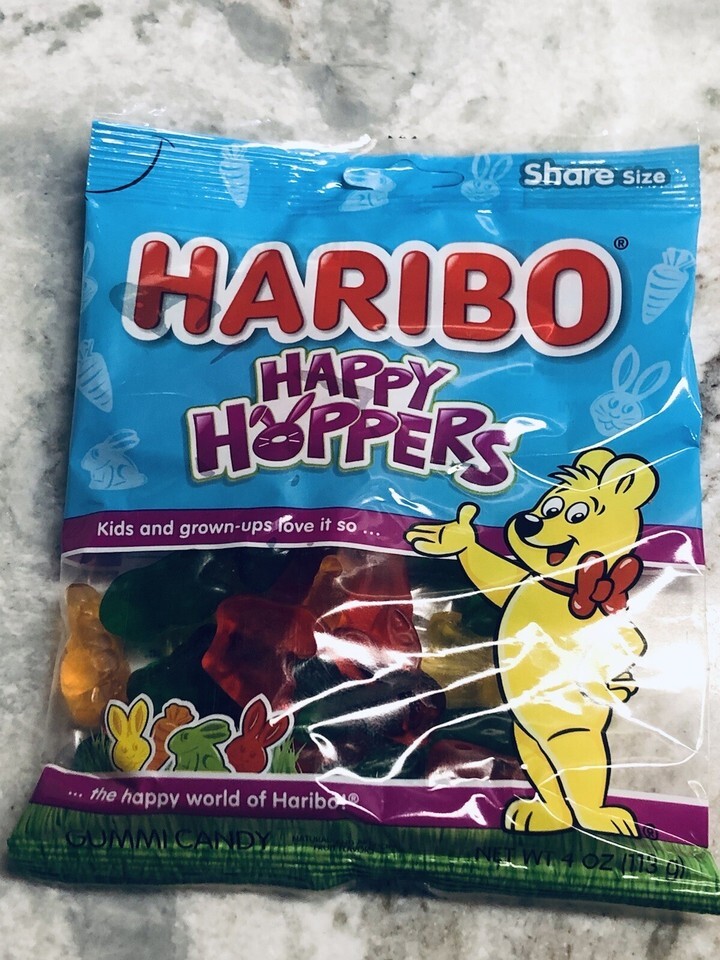 Share Size
HARIBO®
HAPPY
HOPPERS
Kids and grown-ups love it so ...
... the happy world of Haribo!®
GUMMI CANDY
NET WT 4 OZ (113 g)